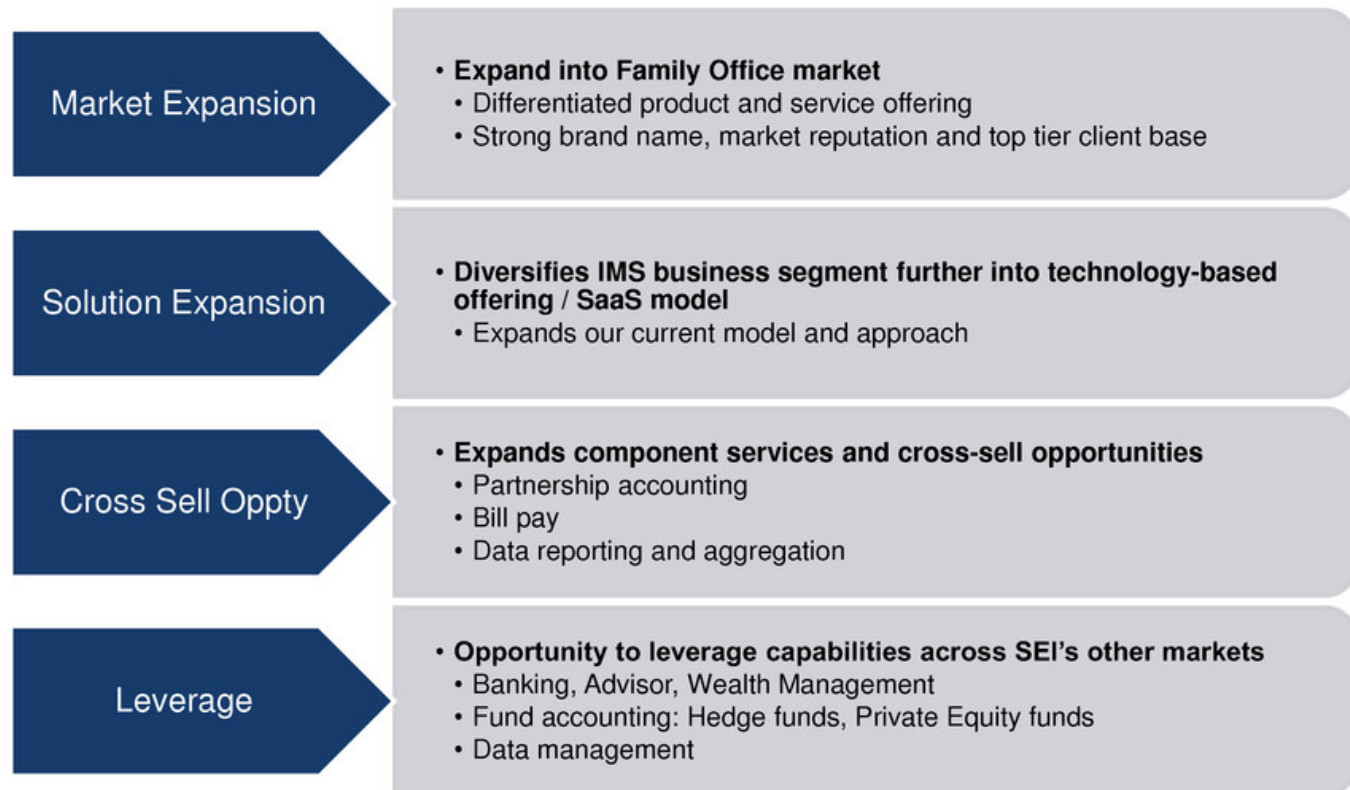 Market Expansion
• Expand into Family Office market
• Differentiated product and service offering
• Strong brand name, market reputation and top tier client base
Solution Expansion
• Diversifies IMS business segment further into technology-based
offering / SaaS model
• Expands our current model and approach
Cross Sell Oppty
• Expands component services and cross-sell opportunities
• Partnership accounting
• Bill pay
• Data reporting and aggregation
Leverage
• Opportunity to leverage capabilities across SEI's other markets
• Banking, Advisor, Wealth Management
• Fund accounting: Hedge funds, Private Equity funds
• Data management